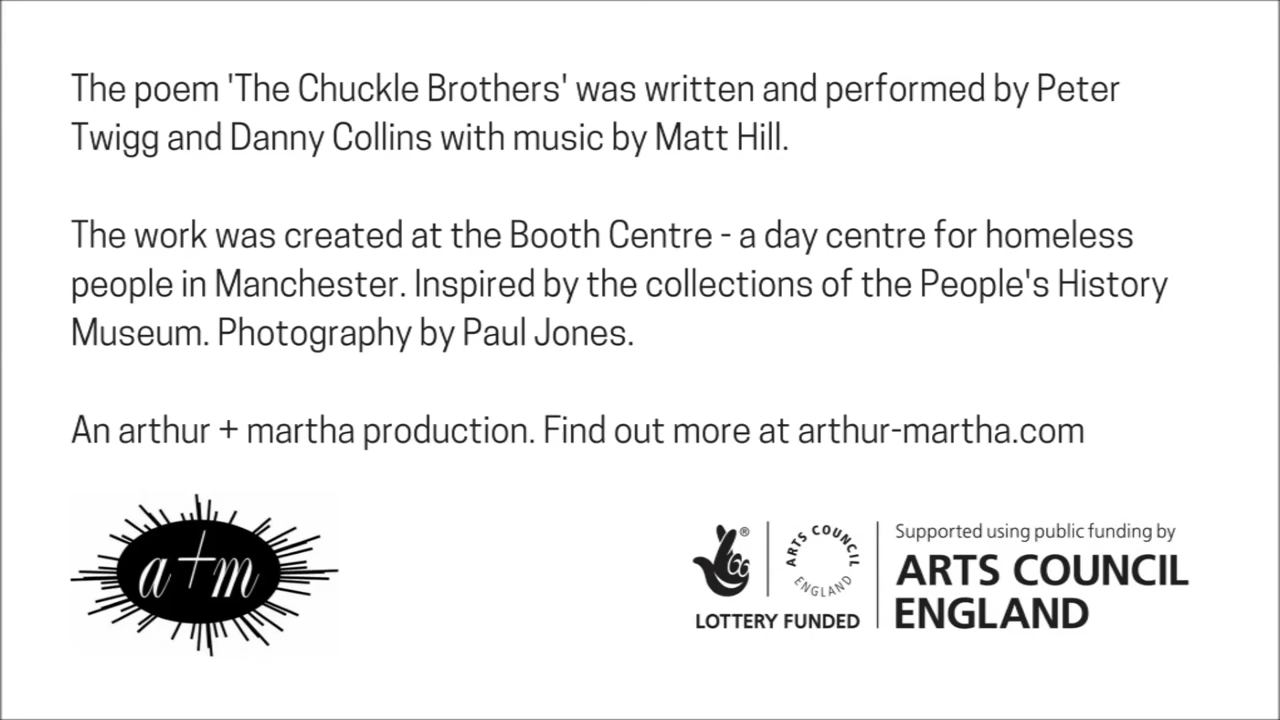 The poem 'The Chuckle Brothers' was written and performed by Peter
Twigg and Danny Collins with music by Matt Hill.
The work was created at the Booth Centre - a day centre for homeless
people in Manchester. Inspired by the collections of the People's History
Museum. Photography by Paul Jones.
An arthur + martha production. Find out more at arthur-martha.com
a+m
®
LOTTERY FUNDED
ARTS COUNCIL
ENGLAND
Supported using public funding by
ARTS COUNCIL
ENGLAND